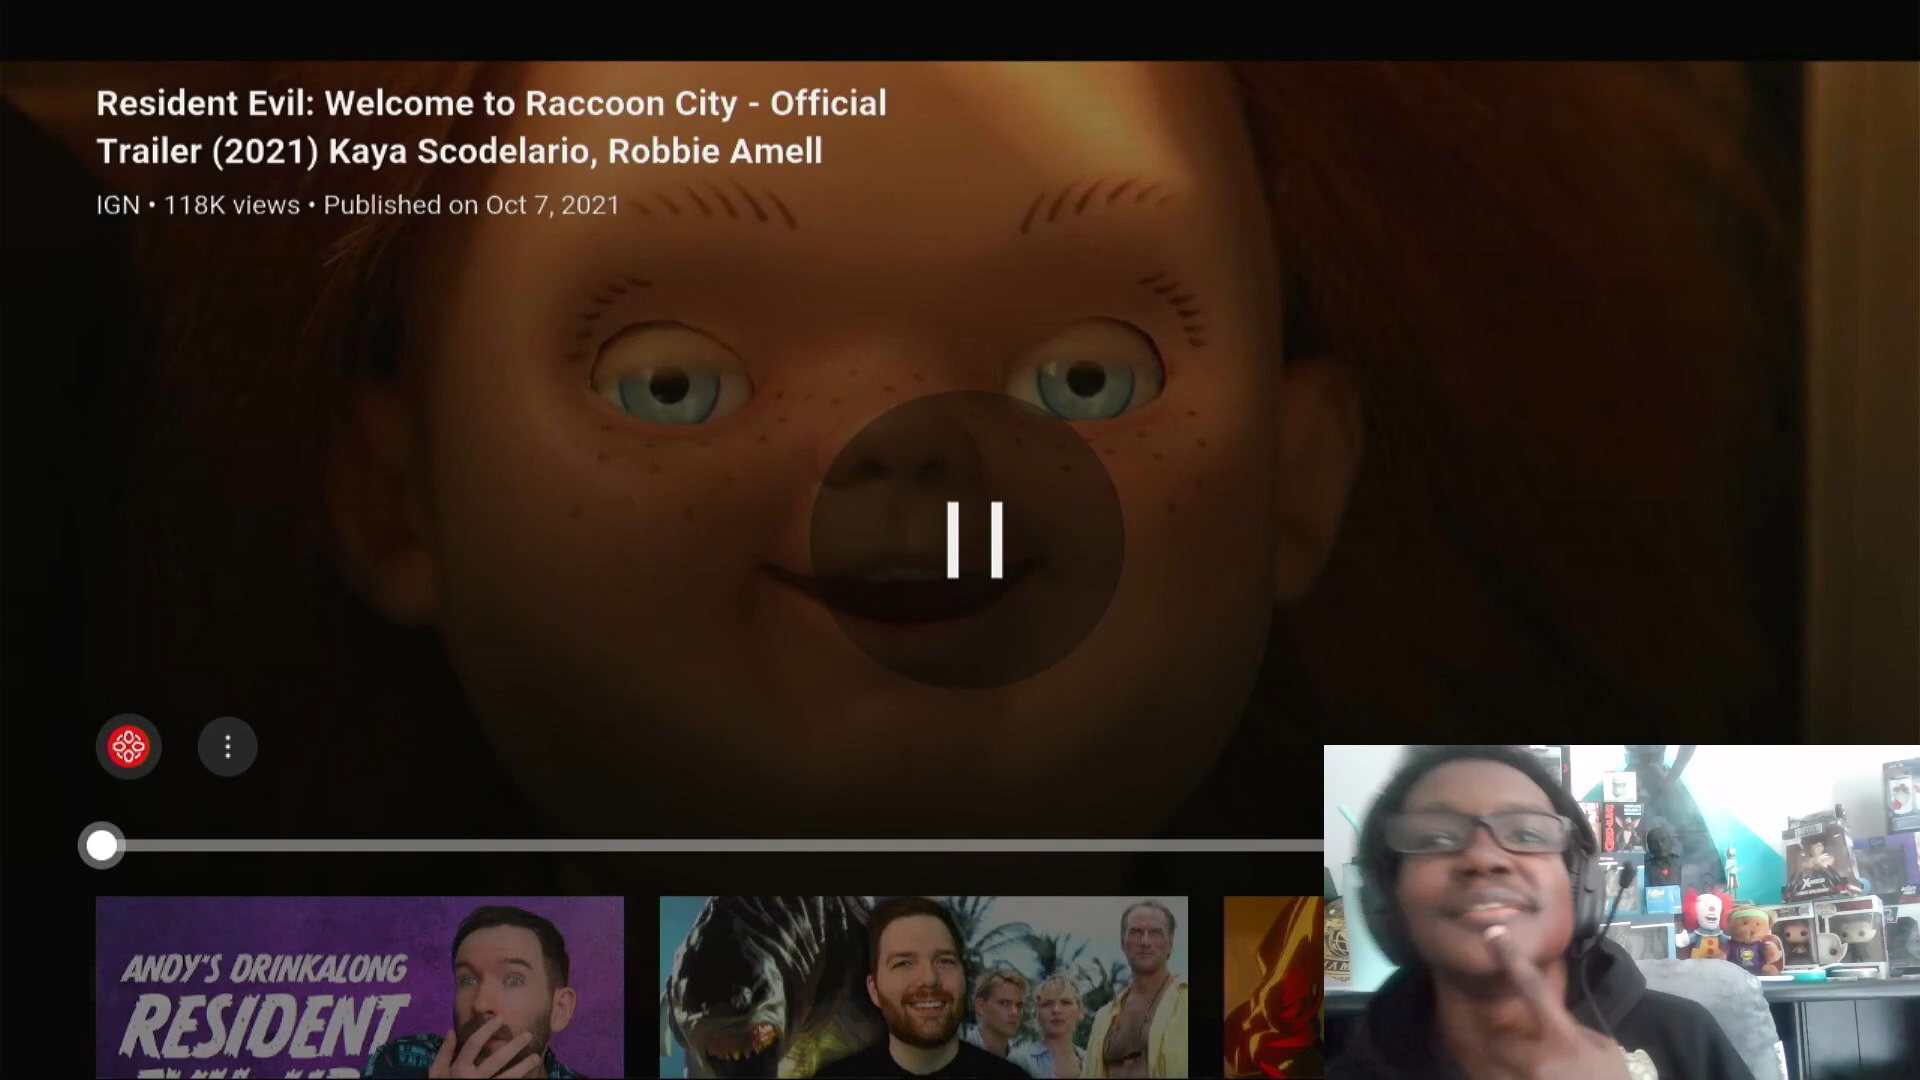 Resident Evil: Welcome to Raccoon City - Official
Trailer (2021) Kaya Scodelario, Robbie Amell
IGN • 118K views • Published on Oct 7, 2021
ANDY'S DRINKALONG
RESIDENT